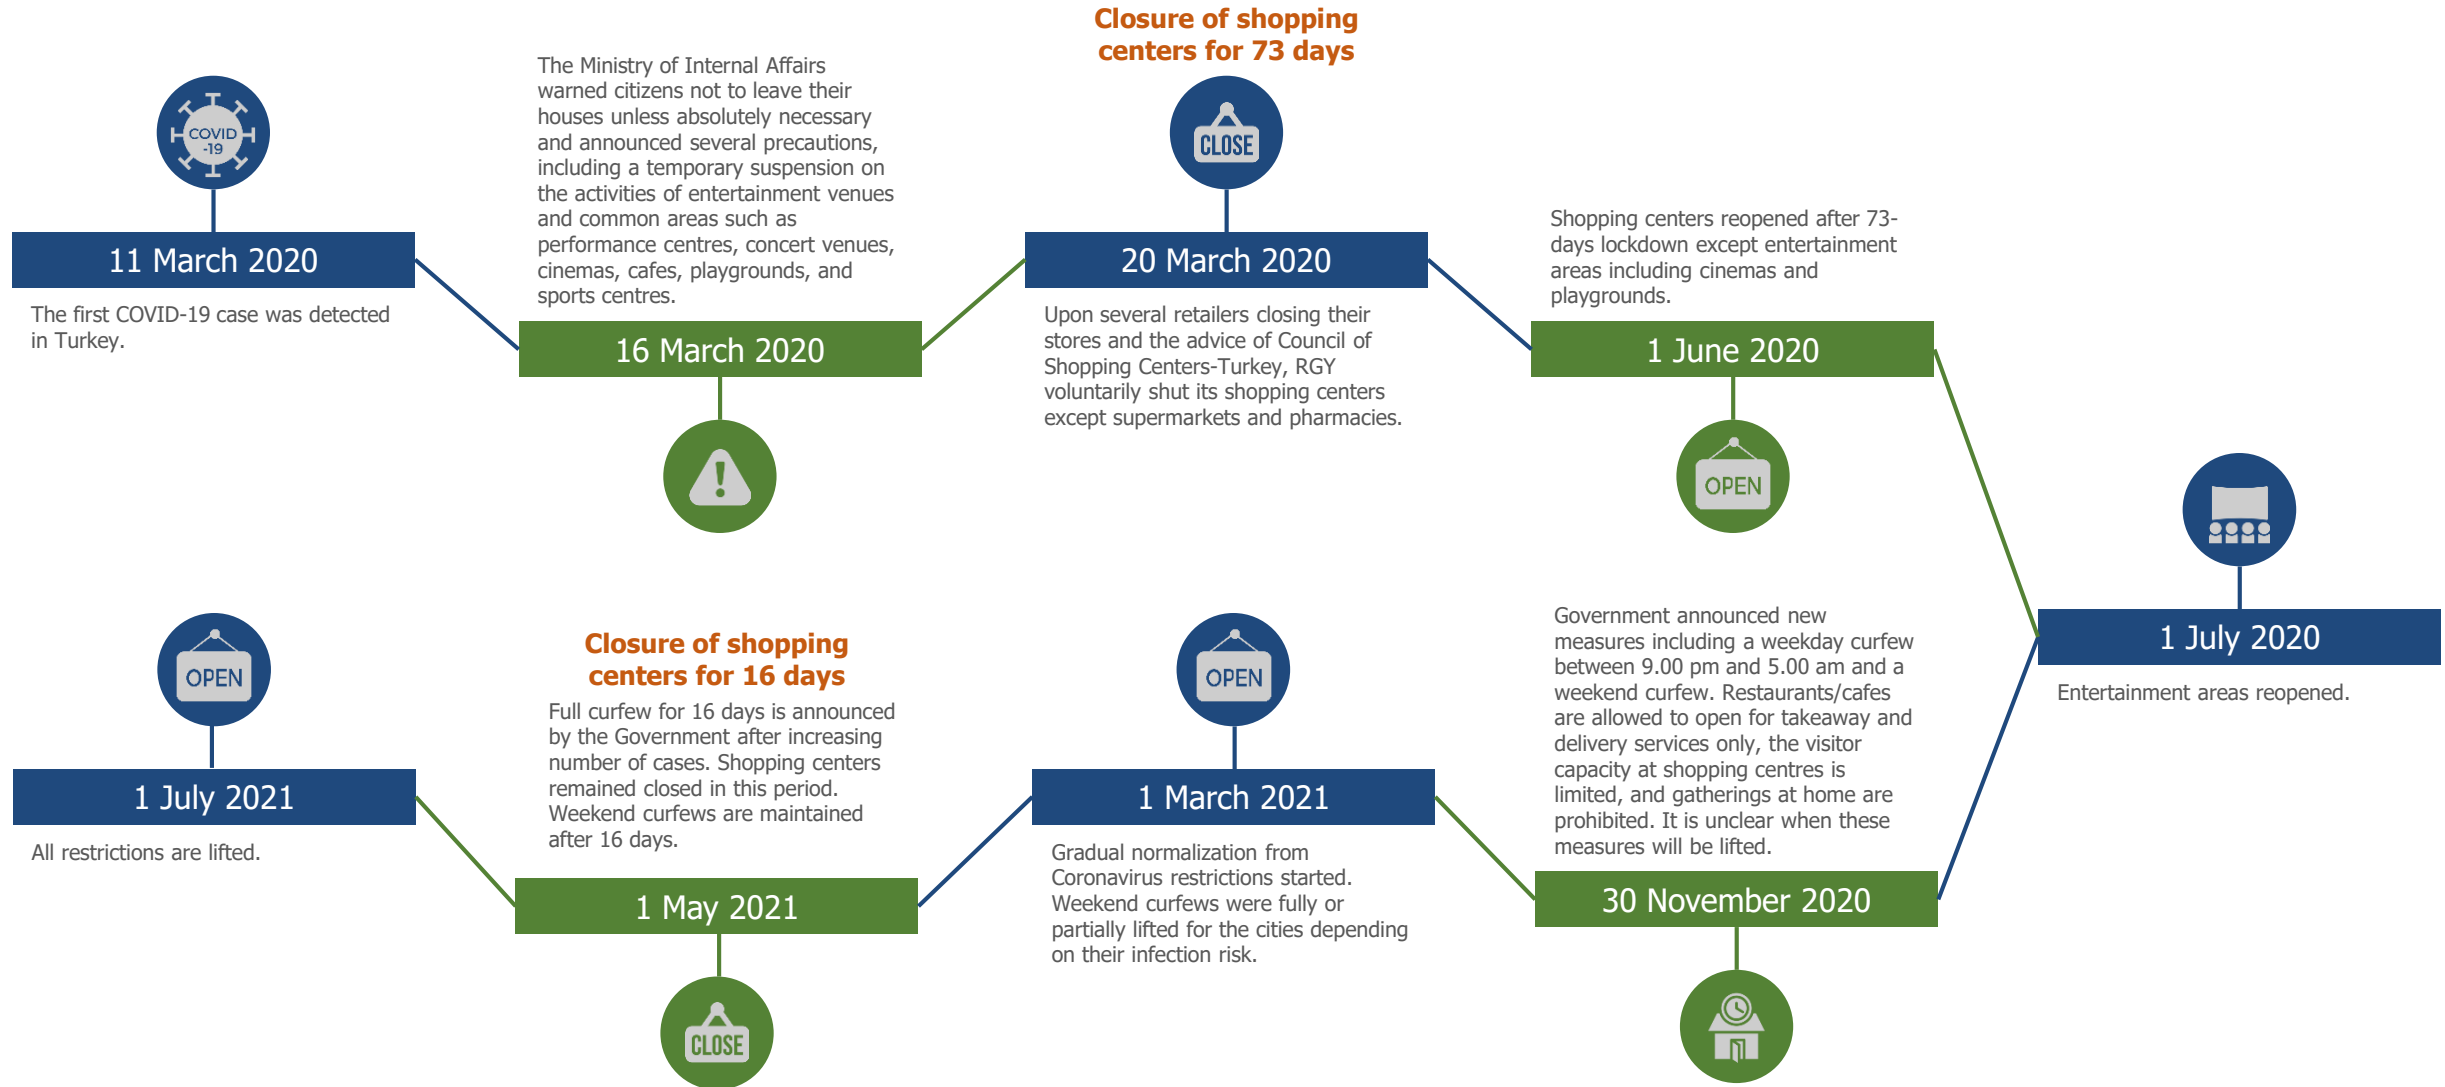 COVID
-19
11 March 2020
The first COVID-19 case was detected
in Turkey.
The Ministry of Internal Affairs
warned citizens not to leave their
houses unless absolutely necessary
and announced several precautions,
including a temporary suspension on
the activities of entertainment venues
and common areas such as
performance centres, concert venues,
cinemas, cafes, playgrounds, and
sports centres.
16 March 2020
Closure of shopping
centers for 73 days
CLOSE
20 March 2020
Upon several retailers closing their
stores and the advice of Council of
Shopping Centers-Turkey, RGY
voluntarily shut its shopping centers
except supermarkets and pharmacies.
Shopping centers reopened after 73-
days lockdown except entertainment
areas including cinemas and
playgrounds.
1 June 2020
OPEN
1 July 2020
Entertainment areas reopened.
Government announced new
measures including a weekday curfew
between 9.00 pm and 5.00 am and a
weekend curfew. Restaurants/cafes
are allowed to open for takeaway and
delivery services only, the visitor
capacity at shopping centres is
limited, and gatherings at home are
prohibited. It is unclear when these
measures will be lifted.
30 November 2020
OPEN
1 March 2021
Gradual normalization from
Coronavirus restrictions started.
Weekend curfews were fully or
partially lifted for the cities depending
on their infection risk.
Closure of shopping
centers for 16 days
Full curfew for 16 days is announced
by the Government after increasing
number of cases. Shopping centers
remained closed in this period.
Weekend curfews are maintained
after 16 days.
1 May 2021
CLOSE
OPEN
1 July 2021
All restrictions are lifted.